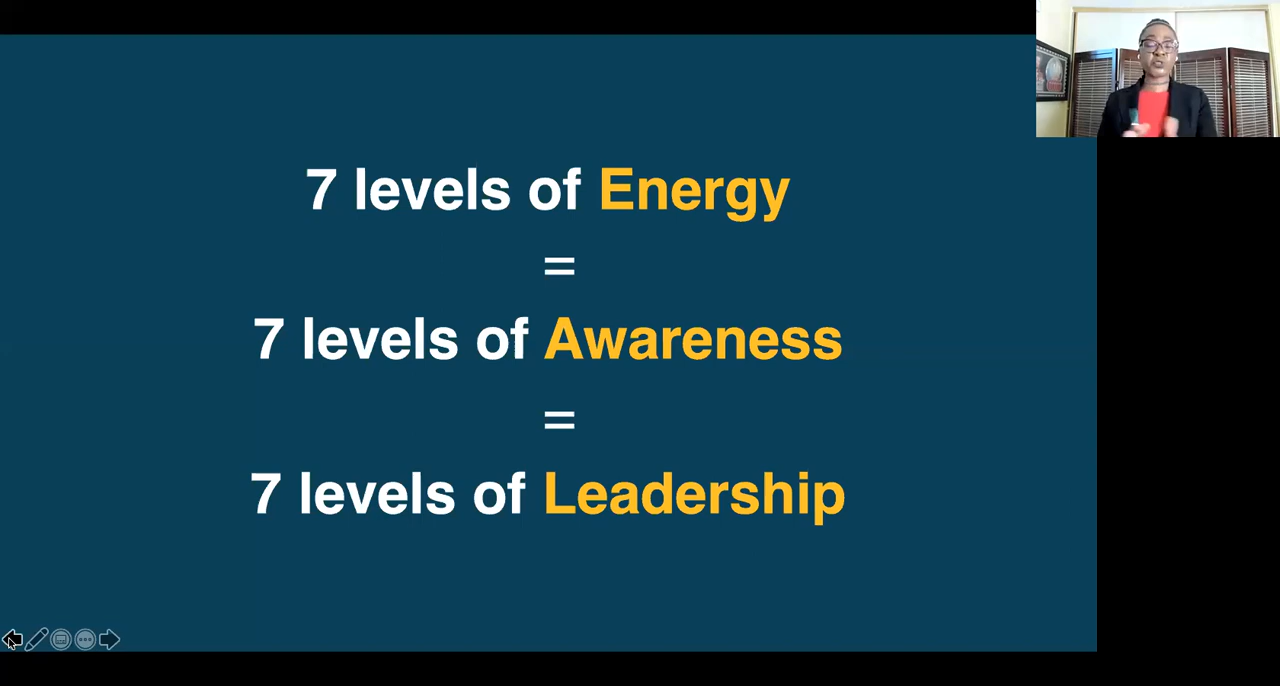 7 levels of Energy
=
7 levels of Awareness
=
7 levels of Leadership